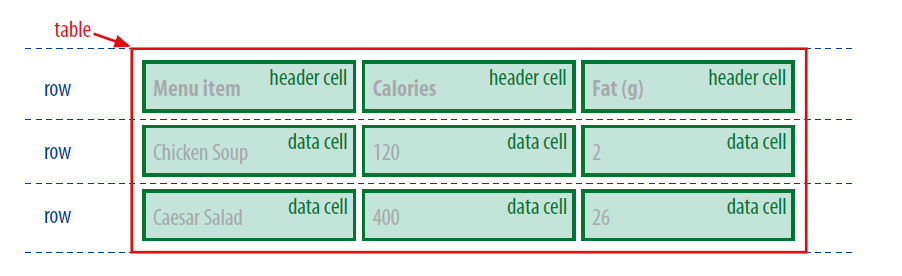 table
row
Menu item header cell
Calories header cell
Fat (g) header cell
row
Chicken Soup data cell
120 data cell
2 data cell
row
Caesar Salad data cell
400 data cell
26 data cell